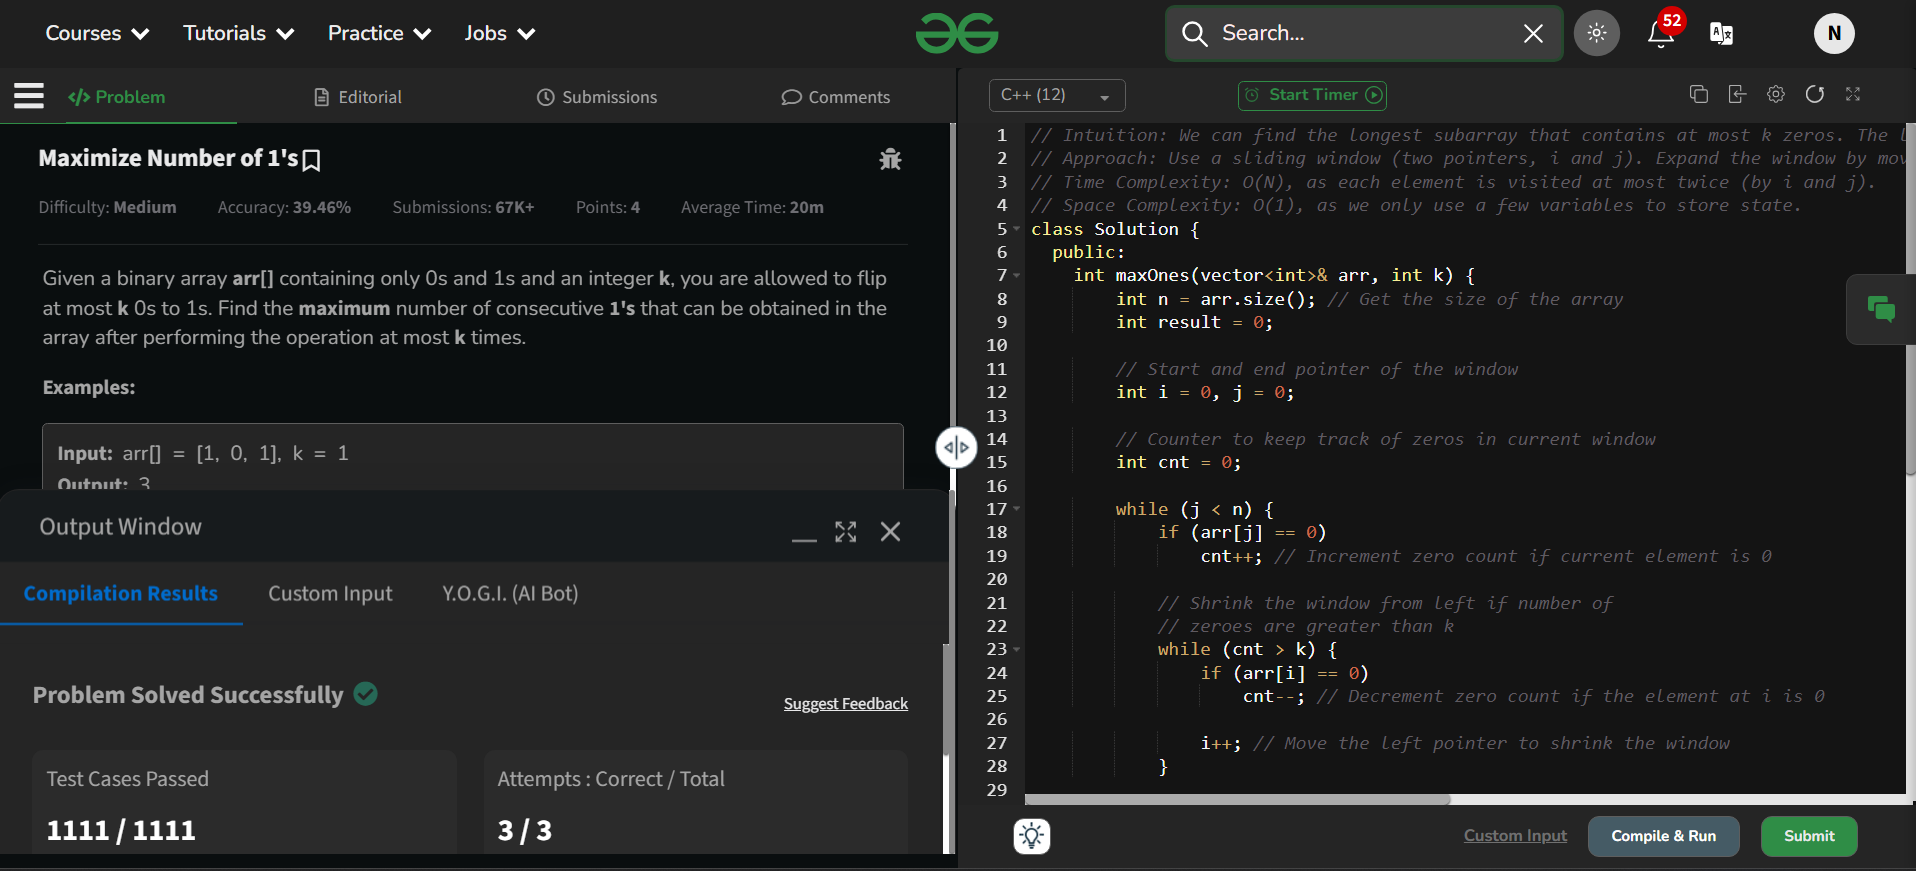 Courses Tutorials Practice Jobs Search... 52 N
Problem Editorial Submissions Comments
Maximize Number of 1's
Difficulty: Medium Accuracy: 39.46% Submissions: 67K+ Points: 4 Average Time: 20m
Given a binary array arr[] containing only 0s and 1s and an integer k, you are allowed to flip
at most k 0s to 1s. Find the maximum number of consecutive 1's that can be obtained in the
array after performing the operation at most k times.
Examples:
Input: arr[] = [1, 0, 1], k = 1
Output: 3
Output Window
Compilation Results Custom Input Y.O.G.I. (AI Bot)
Problem Solved Successfully
Suggest Feedback
Test Cases Passed Attempts : Correct / Total
1111 / 1111 3 / 3
C++ (12) Start Timer
1 // Intuition: We can find the longest subarray that contains at most k zeros. The
2 // Approach: Use a sliding window (two pointers, i and j). Expand the window by mov
3 // Time Complexity: O(N), as each element is visited at most twice (by i and j).
4 // Space Complexity: O(1), as we only use a few variables to store state.
5 class Solution {
6 public:
7 int maxOnes(vector<int>& arr, int k) {
8 int n = arr.size(); // Get the size of the array
9 int result = 0;
10
11 // Start and end pointer of the window
12 int i = 0, j = 0;
13
14 // Counter to keep track of zeros in current window
15 int cnt = 0;
16
17 while (j < n) {
18 if (arr[j] == 0)
19 cnt++; // Increment zero count if current element is 0
20
21 // Shrink the window from left if number of
22 // zeroes are greater than k
23 while (cnt > k) {
24 if (arr[i] == 0)
25 cnt--; // Decrement zero count if the element at i is 0
26
27 i++; // Move the left pointer to shrink the window
28 }
29
Custom Input Compile & Run Submit